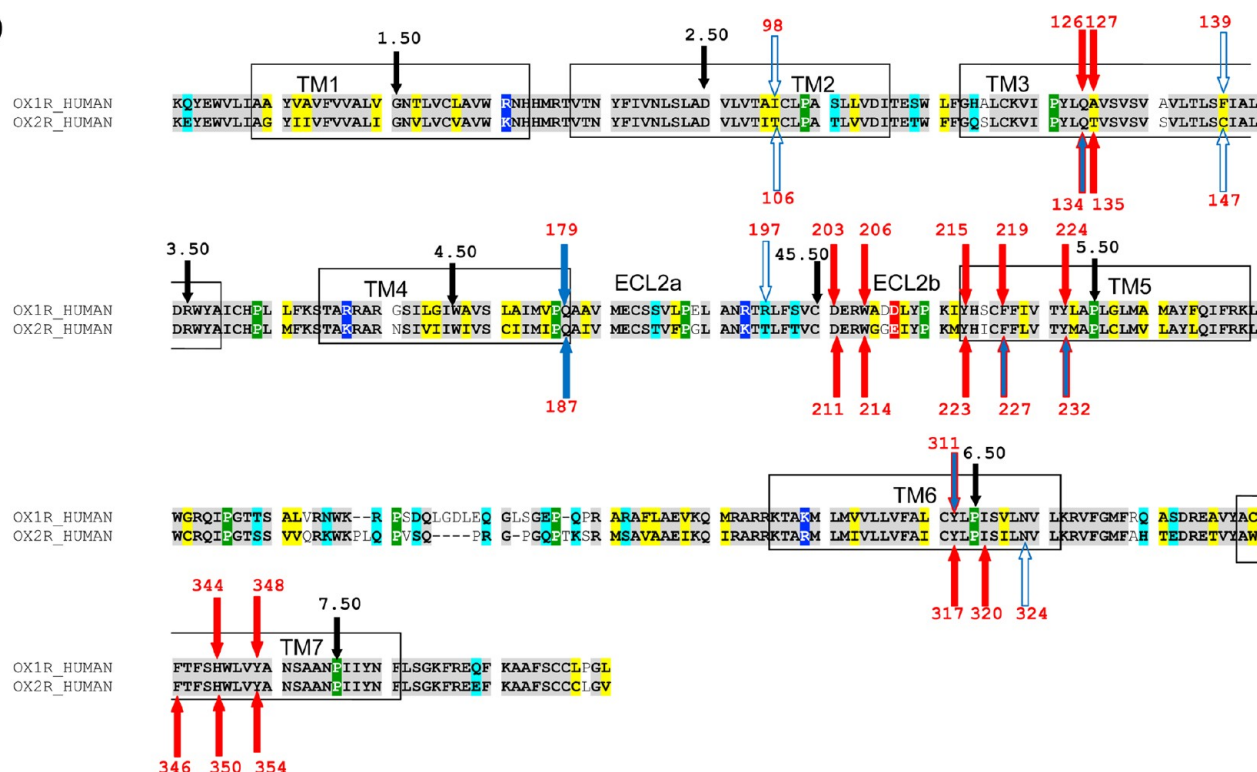 98
126 127
139
1.50
2.50
TM1
TM2
TM3
OX1R_HUMAN KQYEWVLIAA YVAVFVVALV GNTLVCLAVW RNHHMRTVTN YFIVNLSLAD VLVTAICLPA SLLVDITESW LFGHALCKVI PYLQAVSVSV AVLTLSFIAL
OX2R_HUMAN KEYEWVLIAG YIIVFVVALI GNVLVCVAVW KNHHMRTVTN YFIVNLSLAD VLVTITCLPA TLVVDITETW FFGQSLCKVI PYLQTVSVSV SVLTLSCIAL
106
134 135
147
3.50
4.50
179
197
45.50
203
206
215
219
224
5.50
TM4
ECL2a
ECL2b
TM5
OX1R_HUMAN DRWYAICHPL LFKSTARRAR GSILGIWAVS LAIMVPQAAV MECSSVLPEL ANRTRLFSVC DERWADDLYP KIYHSCFFIV TYLAPLGLMA MAYFQIFRKL
OX2R_HUMAN DRWYAICHPL MFKSTAKRAR NSIVIIWIVS CIIMIPQAIV MECSTVFPGL ANKTTLFTVC DERWGGEIYP KMYHICFFLV TYMAPLCLMV LAYLQIFRKL
187
211
214
223
227
232
311
6.50
TM6
OX1R_HUMAN WGRQIPGTTS ALVRNWK--R PSDQLGDLEQ GLSGEP-QPR ARAFLAEVKQ MRARRKTAKM LMVVLLVFAL CYLPISVLNV LKRVFGMFRQ ASDREAVYAC
OX2R_HUMAN WCRQIPGTSS VVQRKWKPLQ PVSQ----PR G-PGQPTKSR MSAVAAEIKQ IRARRKTARM LMIVLLVFAI CYLPISILNV LKRVFGMFAH TEDRETVYAW
317
320
324
344
348
7.50
TM7
OX1R_HUMAN FTFSHWLVYA NSAANPIIYN FLSGKFREQF KAAFSCCLPGL
OX2R_HUMAN FTFSHWLVYA NSAANPIIYN FLSGKFREEF KAAFSCCCLGV
346
350
354